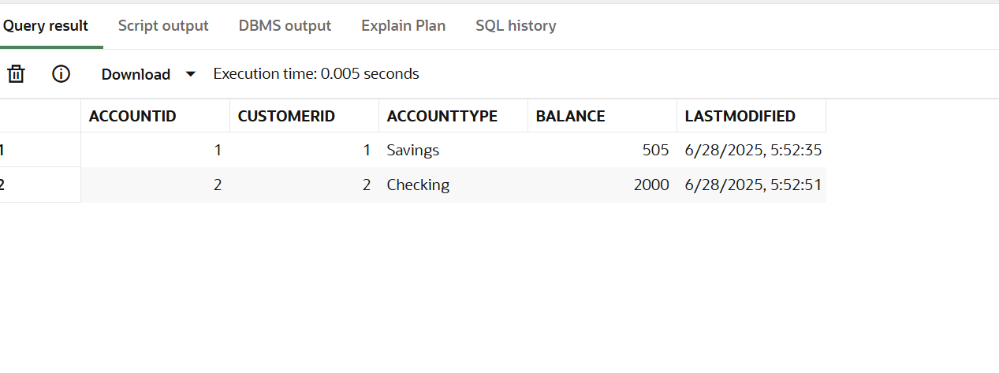 Query result Script output DBMS output Explain Plan SQL history
Download Execution time: 0.005 seconds
ACCOUNTID CUSTOMERID ACCOUNTTYPE BALANCE LASTMODIFIED
1 1 1 Savings 505 6/28/2025, 5:52:35
2 2 2 Checking 2000 6/28/2025, 5:52:51